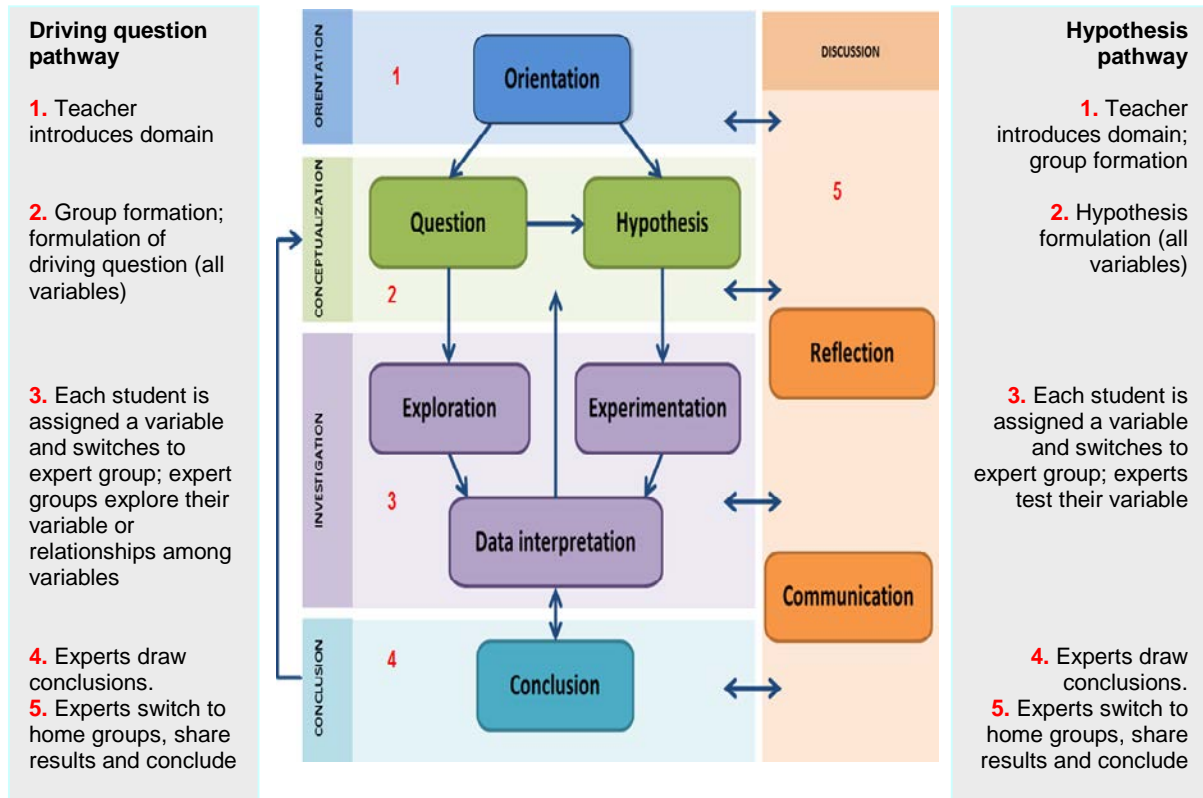 Driving question
pathway
1. Teacher
introduces domain
2. Group formation;
formulation of
driving question (all
variables)
3. Each student is
assigned a variable
and switches to
expert group; expert
groups explore their
variable or
relationships among
variables
4. Experts draw
conclusions.
5. Experts switch to
home groups, share
results and conclude
ORIENTATION
1
Orientation
CONCEPTUALIZATION
Question
Hypothesis
2
INVESTIGATION
Exploration
Experimentation
3
Data interpretation
CONCLUSION
4
Conclusion
DISCUSSION
5
Reflection
Communication
Hypothesis
pathway
1. Teacher
introduces domain;
group formation
2. Hypothesis
formulation (all
variables)
3. Each student is
assigned a variable
and switches to
expert group; experts
test their variable
4. Experts draw
conclusions.
5. Experts switch to
home groups, share
results and conclude